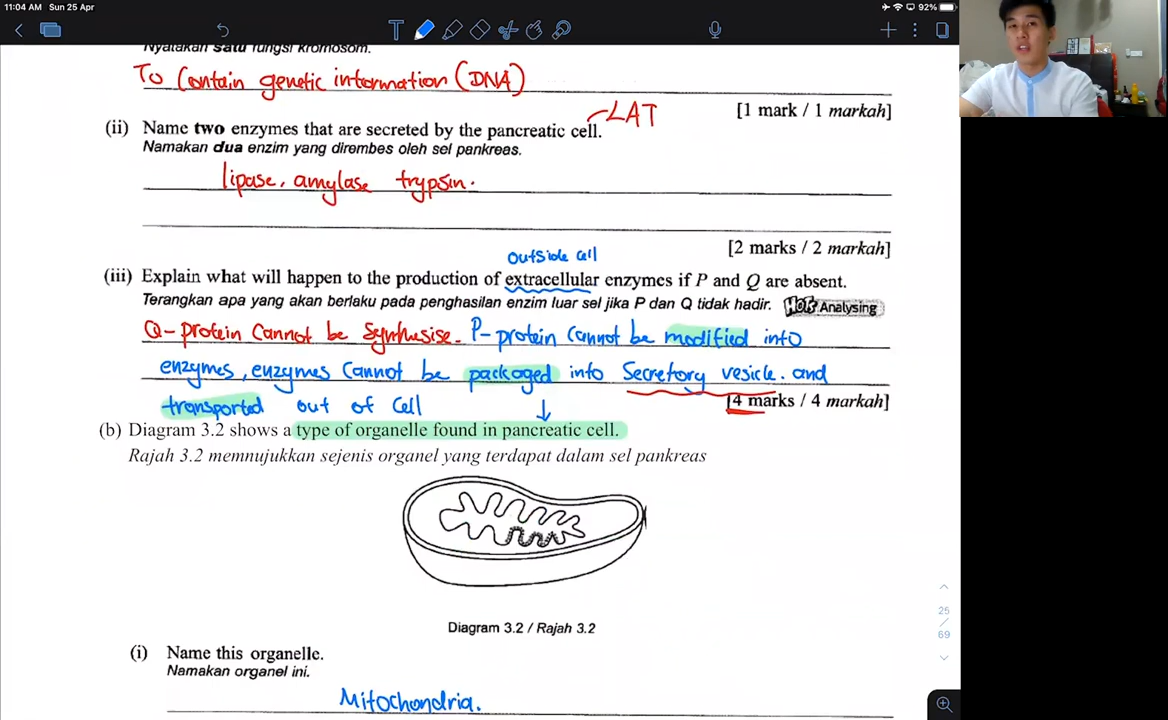 11:04 AM Sun 25 Apr
92%
Nyatakan satu fungsi kromosom.
To Contain genetic information (DNA)
[1 mark / 1 markah]
LAT
(ii) Name two enzymes that are secreted by the pancreatic cell.
Namakan dua enzim yang dirembes oleh sel pankreas.
lipase, amylase trypsin.
[2 marks / 2 markah]
outside cell
(iii) Explain what will happen to the production of extracellular enzymes if P and Q are absent.
Terangkan apa yang akan berlaku pada penghasilan enzim luar sel jika P dan Q tidak hadir. HOTS Analysing
Q-protein Cannot be Synthesise. P-protein cannot be modified into
enzymes, enzymes Cannot be packaged into Secretory vesicle. and
transported out of Cell
[4 marks / 4 markah]
(b) Diagram 3.2 shows a type of organelle found in pancreatic cell.
Rajah 3.2 memnujukkan sejenis organel yang terdapat dalam sel pankreas
Diagram 3.2 / Rajah 3.2
25
/
69
(i) Name this organelle.
Namakan organel ini.
Mitochondria.